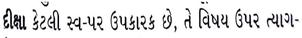 દીક્ષા કેટલી સ્વ-પર ઉપકારક છે, તે વિષય ઉપર ત્યાગ-